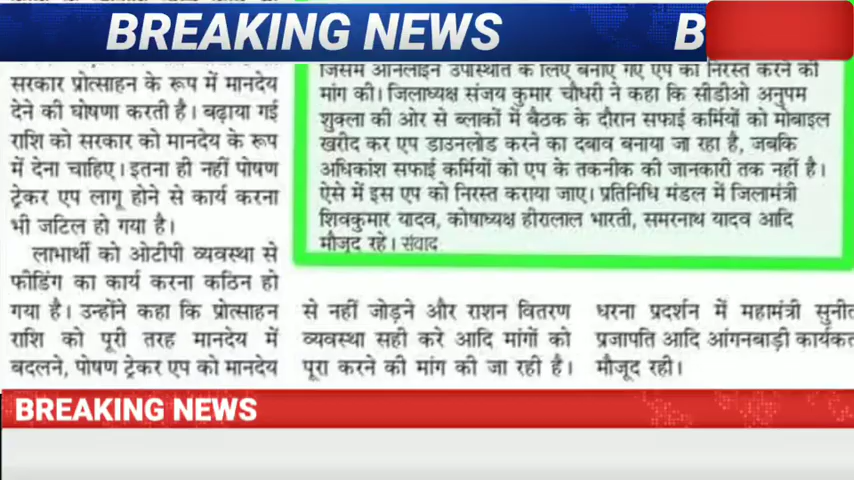 BREAKING NEWS
B
सरकार प्रोत्साहन के रूप में मानदेय
देने की घोषणा करती है। बढ़ाया गई
राशि को सरकार को मानदेय के रूप
में देना चाहिए। इतना ही नहीं पोषण
ट्रेकर एप लागू होने से कार्य करना
भी जटिल हो गया है।
लाभार्थी को ओटीपी व्यवस्था से
फीडिंग का कार्य करना कठिन हो
गया है। उन्होंने कहा कि प्रोत्साहन
राशि को पूरी तरह मानदेय में
बदलने, पोषण ट्रेकर एप को मानदेय
जिसमें ऑनलाइन उपस्थिति के लिए बनाए गए एप को निरस्त करने की
मांग की। जिलाध्यक्ष संजय कुमार चौधरी ने कहा कि सीडीओ अनुपम
शुक्ला की ओर से ब्लाकों में बैठक के दौरान सफाई कर्मियों को मोबाइल
खरीद कर एप डाउनलोड करने का दबाव बनाया जा रहा है, जबकि
अधिकांश सफाई कर्मियों को एप के तकनीक की जानकारी तक नहीं है।
ऐसे में इस एप को निरस्त कराया जाए। प्रतिनिधि मंडल में जिलामंत्री
शिवकुमार यादव, कोषाध्यक्ष हीरालाल भारती, समरनाथ यादव आदि
मौजूद रहे। संवाद
से नहीं जोड़ने और राशन वितरण
व्यवस्था सही करे आदि मांगों को
पूरा करने की मांग की जा रही है।
धरना प्रदर्शन में महामंत्री सुनीत
प्रजापति आदि आंगनबाड़ी कार्यकत
मौजूद रही।
BREAKING NEWS